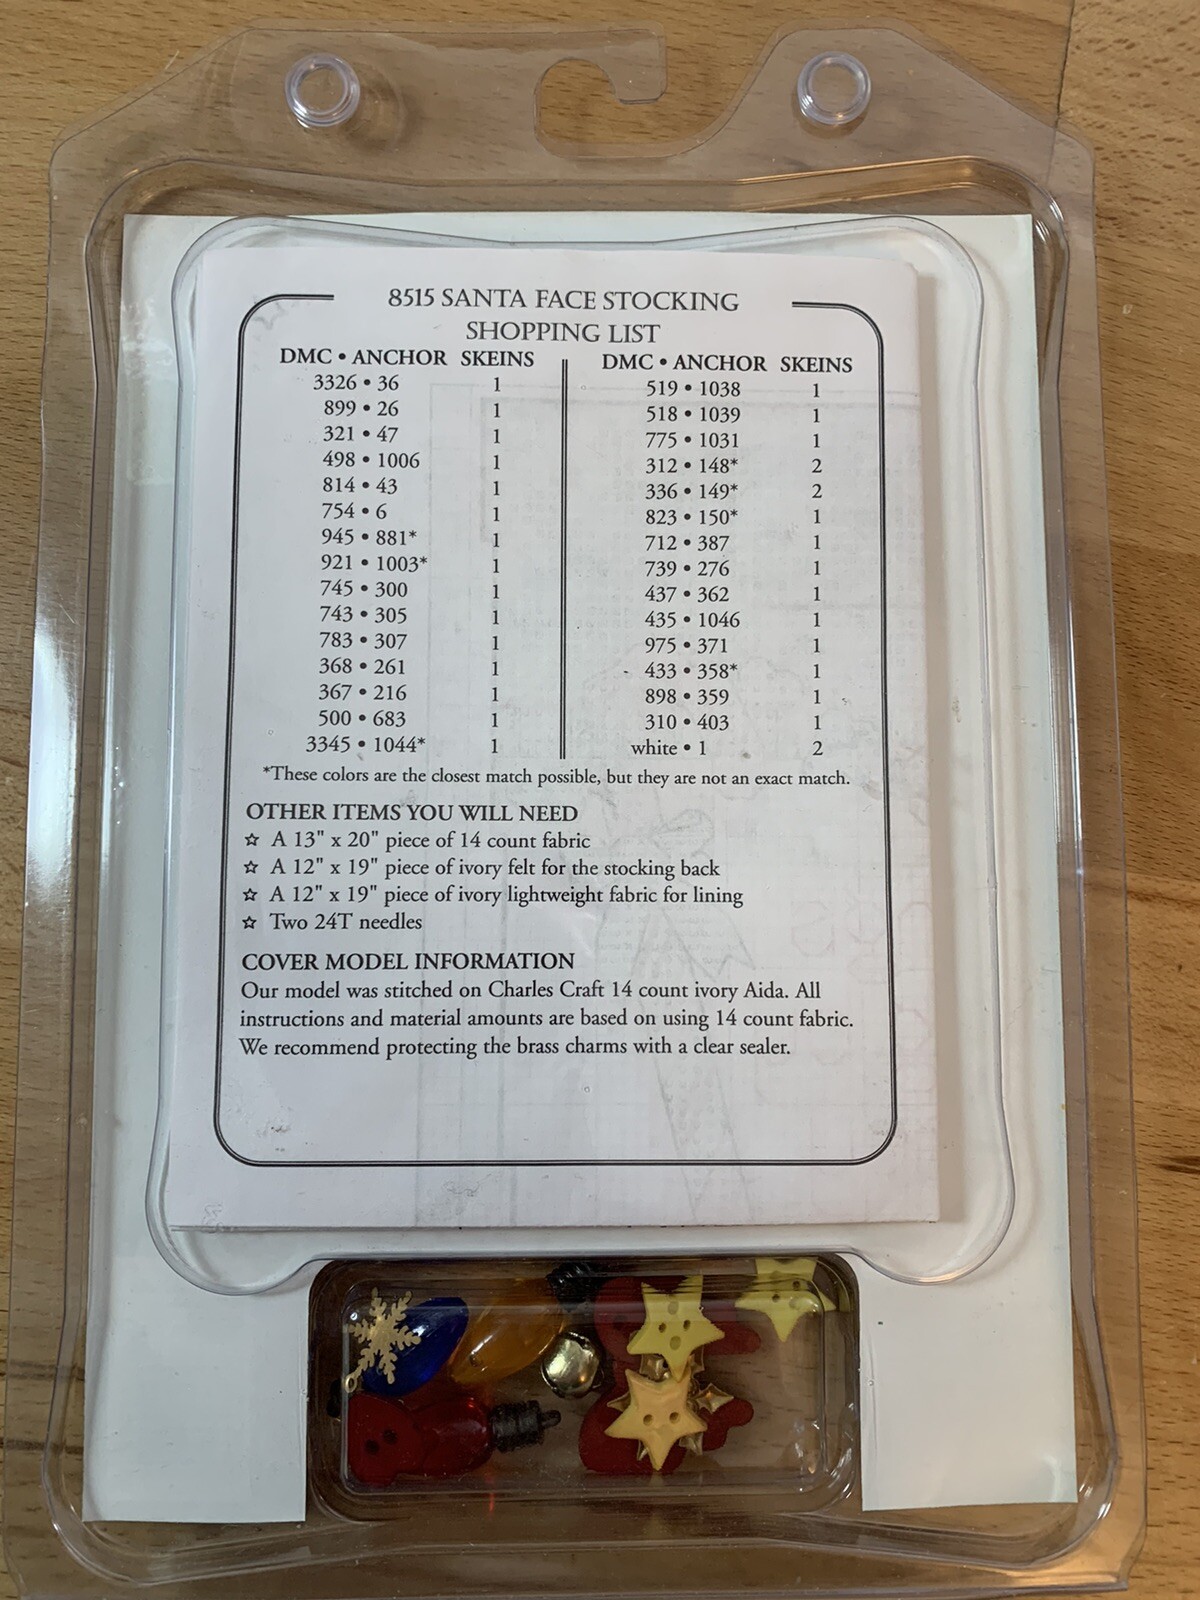 8515 SANTA FACE STOCKING
SHOPPING LIST
DMC • ANCHOR SKEINS
3326 • 36 1
899 • 26 1
321 • 47 1
498 • 1006 1
814 • 43 1
754 • 6 1
945 • 881* 1
921 • 1003* 1
745 • 300 1
743 • 305 1
783 • 307 1
368 • 261 1
367 • 216 1
500 • 683 1
3345 • 1044* 1
DMC • ANCHOR SKEINS
519 • 1038 1
518 • 1039 1
775 • 1031 1
312 • 148* 2
336 • 149* 2
823 • 150* 1
712 • 387 1
739 • 276 1
437 • 362 1
435 • 1046 1
975 • 371 1
433 • 358* 1
898 • 359 1
310 • 403 1
white • 1 2
*These colors are the closest match possible, but they are not an exact match.
OTHER ITEMS YOU WILL NEED
☆ A 13" x 20" piece of 14 count fabric
☆ A 12" x 19" piece of ivory felt for the stocking back
☆ A 12" x 19" piece of ivory lightweight fabric for lining
☆ Two 24T needles
COVER MODEL INFORMATION
Our model was stitched on Charles Craft 14 count ivory Aida. All
instructions and material amounts are based on using 14 count fabric.
We recommend protecting the brass charms with a clear sealer.